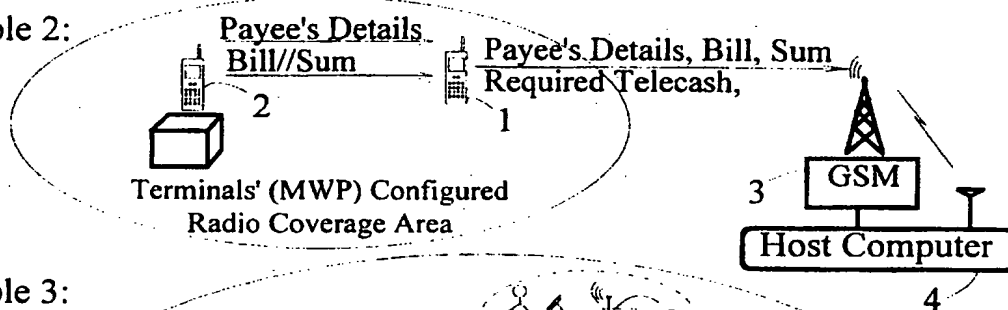 ple 2:
Payee's Details
Bill//Sum
Payee's Details, Bill, Sum
Required Telecash,
2
1
3
GSM
Terminals' (MWP) Configured
Radio Coverage Area
Host Computer
4
ple 3: